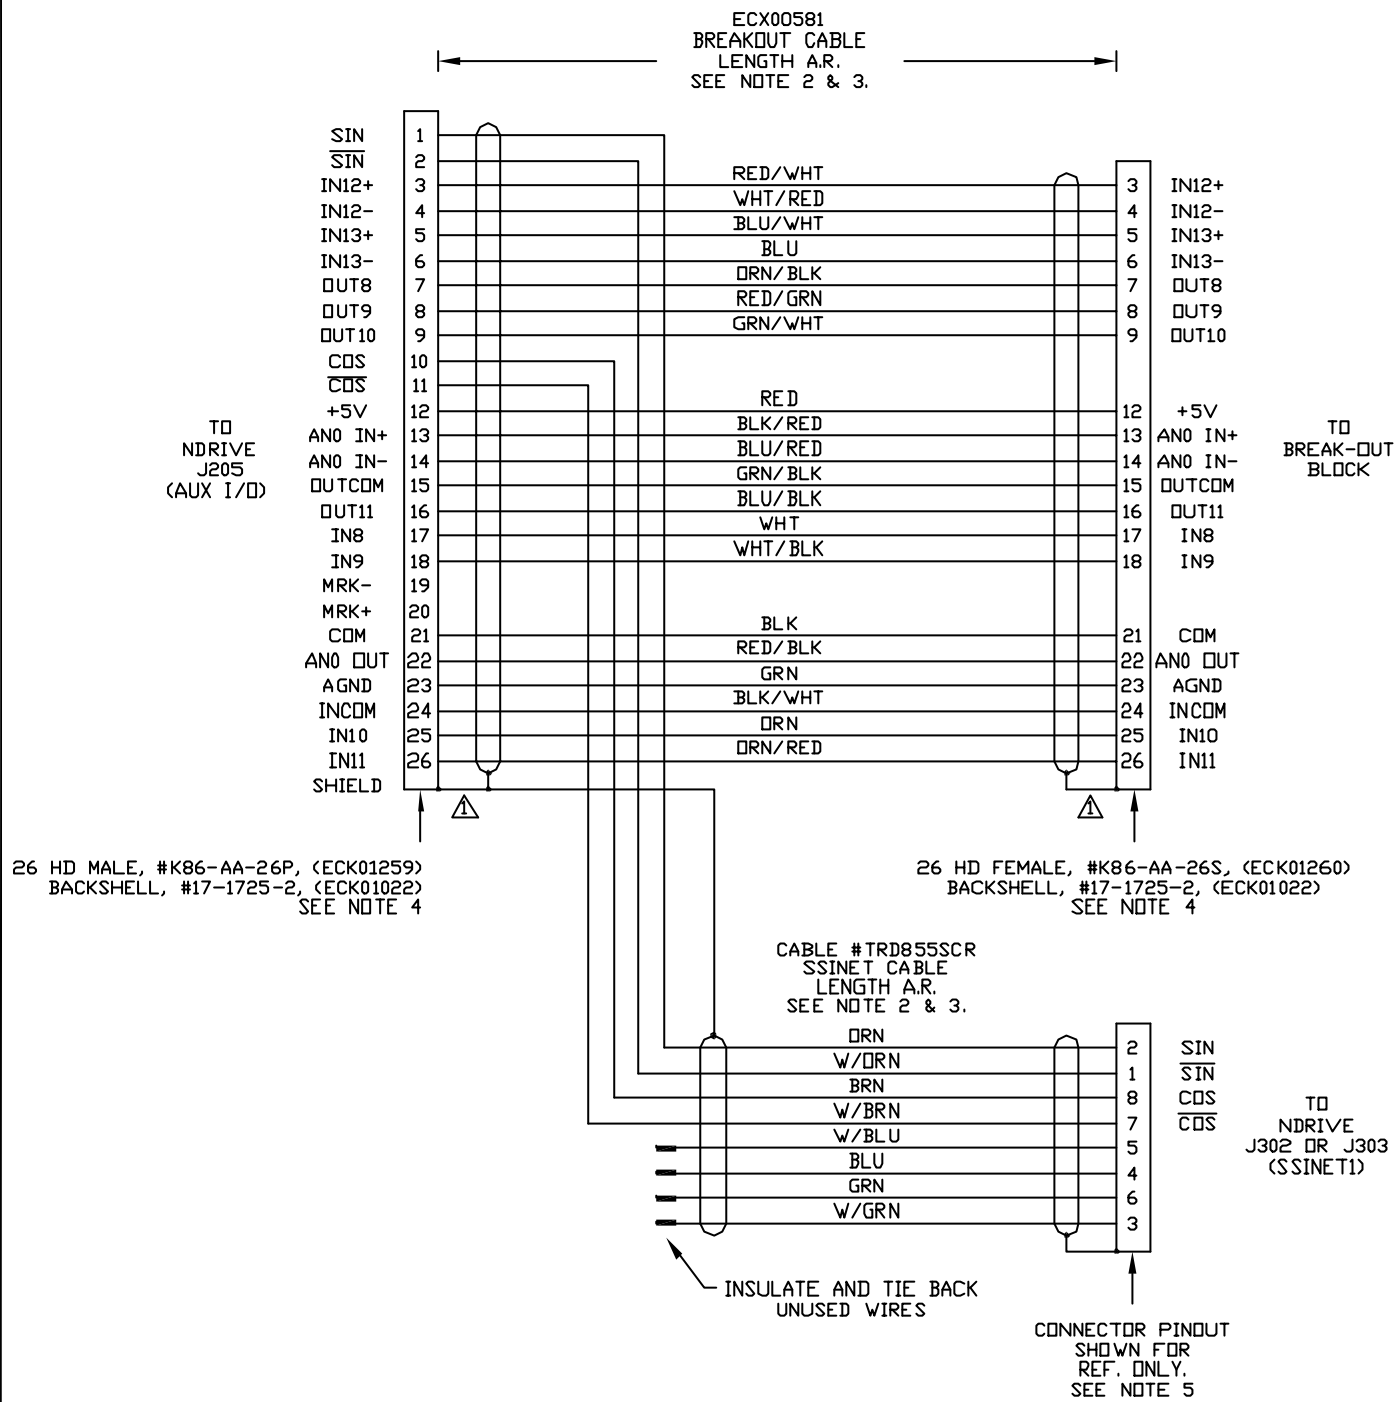 ECX00581
BREAKOUT CABLE
LENGTH A.R.
SEE NOTE 2 & 3.
SIN 1
SIN 2
IN12+ 3 RED/WHT 3 IN12+
IN12- 4 WHT/RED 4 IN12-
IN13+ 5 BLU/WHT 5 IN13+
IN13- 6 BLU 6 IN13-
OUT8 7 ORN/BLK 7 OUT8
OUT9 8 RED/GRN 8 OUT9
OUT10 9 GRN/WHT 9 OUT10
COS 10
COS 11
+5V 12 RED 12 +5V
AN0 IN+ 13 BLK/RED 13 AN0 IN+
AN0 IN- 14 BLU/RED 14 AN0 IN-
OUTCOM 15 GRN/BLK 15 OUTCOM
OUT11 16 BLU/BLK 16 OUT11
IN8 17 WHT 17 IN8
IN9 18 WHT/BLK 18 IN9
MRK- 19
MRK+ 20
COM 21 BLK 21 COM
AN0 OUT 22 RED/BLK 22 AN0 OUT
AGND 23 GRN 23 AGND
INCOM 24 BLK/WHT 24 INCOM
IN10 25 ORN 25 IN10
IN11 26 ORN/RED 26 IN11
SHIELD
TO
NDRIVE
J205
(AUX I/O)
TO
BREAK-OUT
BLOCK
1
1
26 HD MALE, #K86-AA-26P, (ECK01259)
BACKSHELL, #17-1725-2, (ECK01022)
SEE NOTE 4
26 HD FEMALE, #K86-AA-26S, (ECK01260)
BACKSHELL, #17-1725-2, (ECK01022)
SEE NOTE 4
CABLE #TRD855SCR
SSINET CABLE
LENGTH A.R.
SEE NOTE 2 & 3.
ORN 2 SIN
W/ORN 1 SIN
BRN 8 COS
W/BRN 7 COS
W/BLU 5
BLU 4
GRN 6
W/GRN 3
TO
NDRIVE
J302 OR J303
(SSINET1)
INSULATE AND TIE BACK
UNUSED WIRES
CONNECTOR PINOUT
SHOWN FOR
REF. ONLY.
SEE NOTE 5